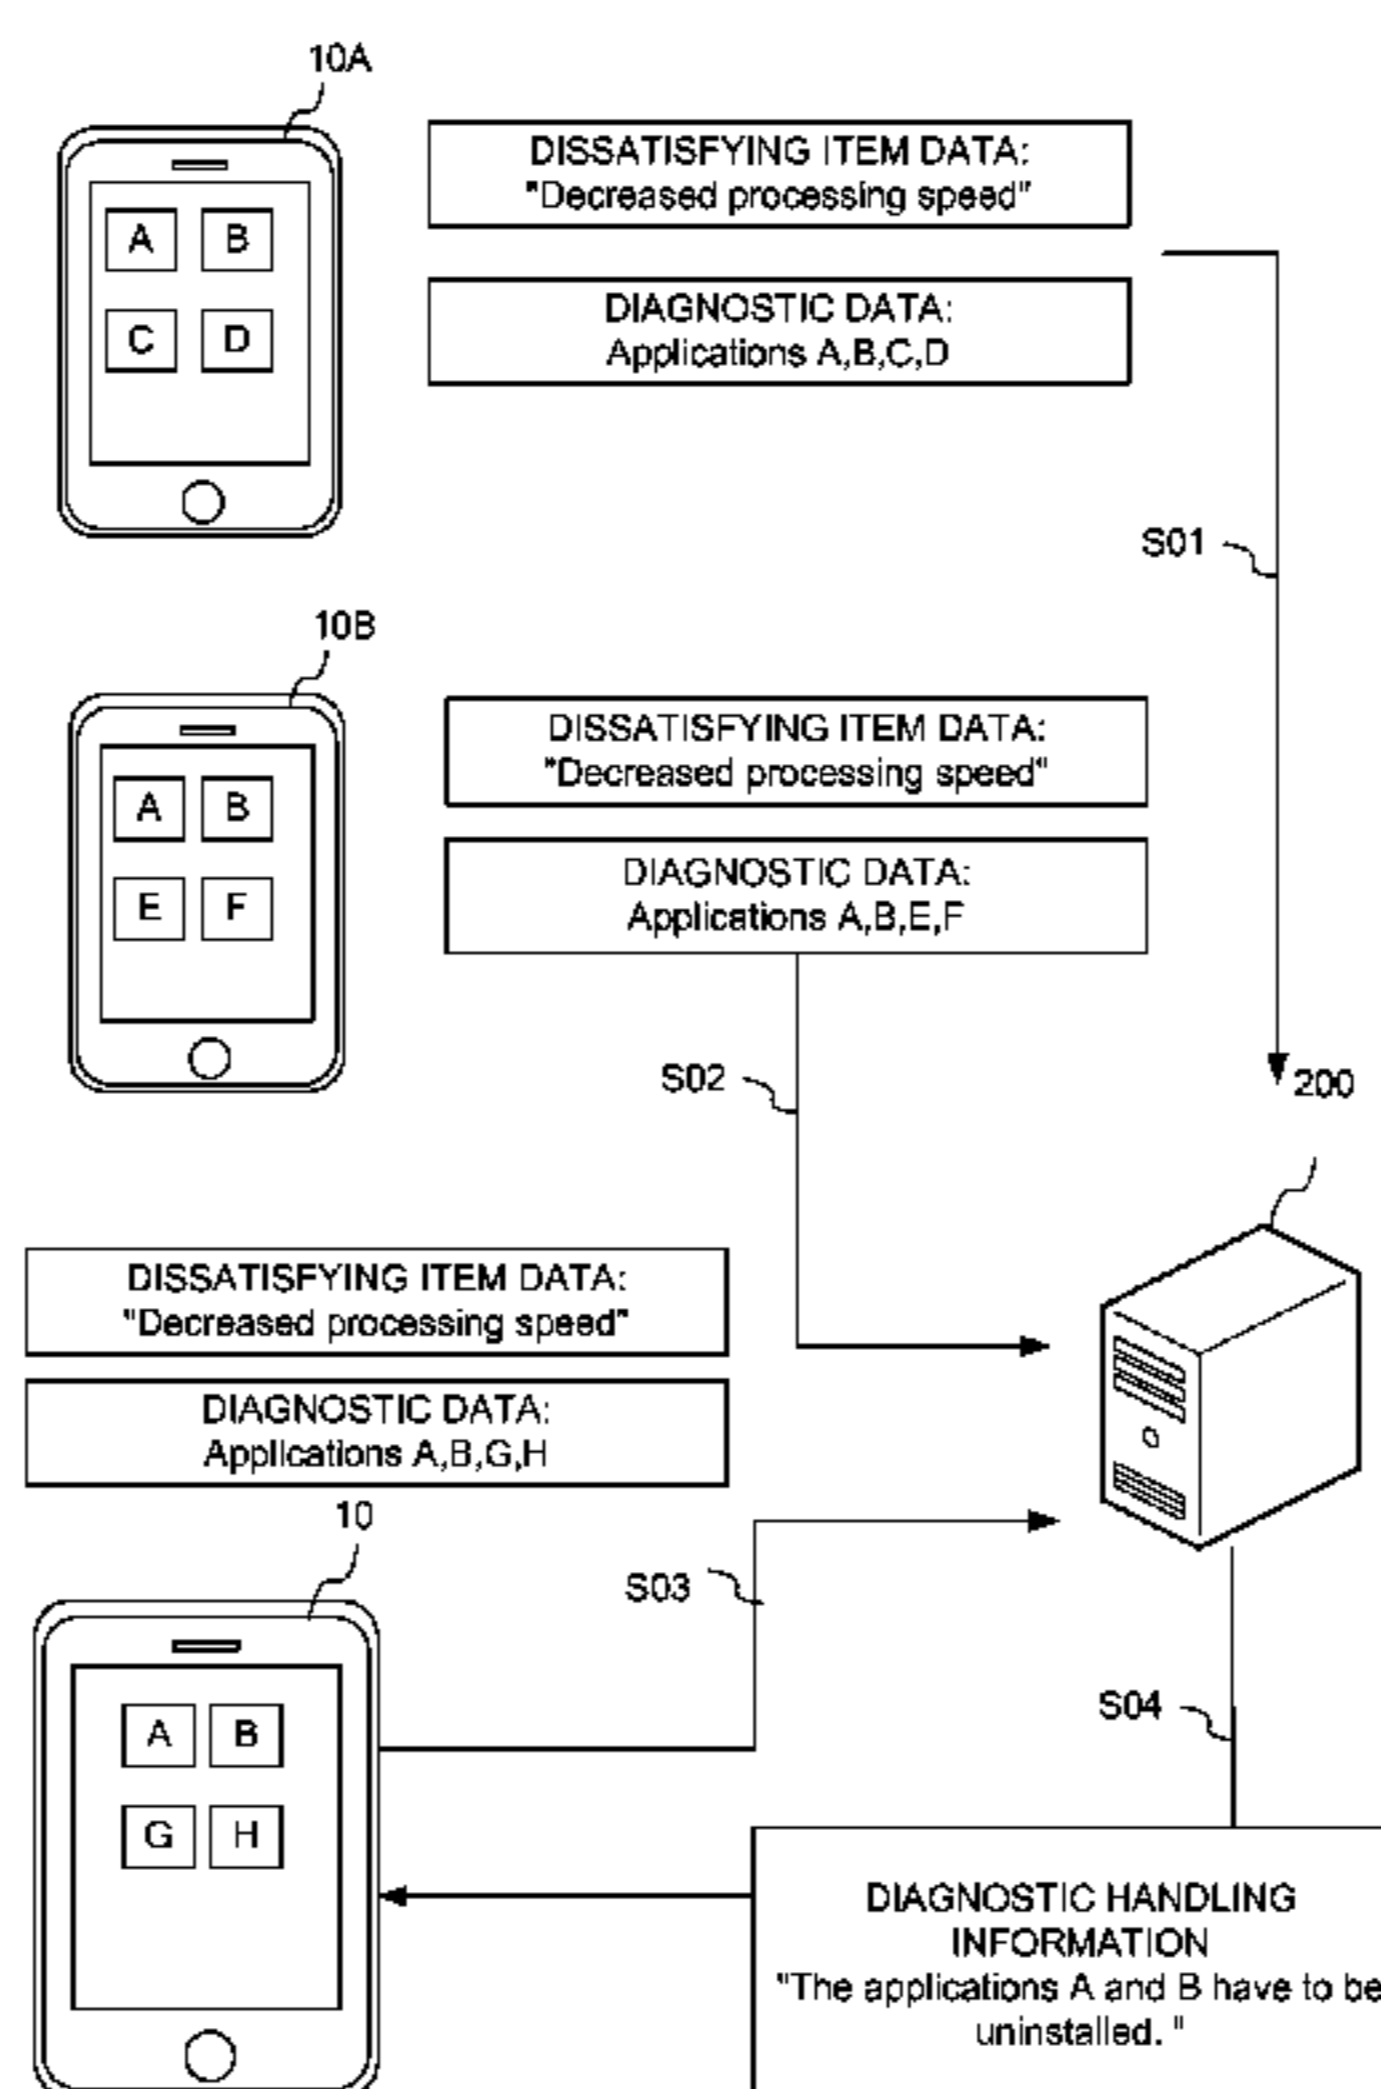 10A
DISSATISFYING ITEM DATA:
"Decreased processing speed"
A B
DIAGNOSTIC DATA:
Applications A,B,C,D
C D
S01
10B
DISSATISFYING ITEM DATA:
"Decreased processing speed"
A B
DIAGNOSTIC DATA:
Applications A,B,E,F
E F
S02
200
DISSATISFYING ITEM DATA:
"Decreased processing speed"
DIAGNOSTIC DATA:
Applications A,B,G,H
10
S03
A B
S04
G H
DIAGNOSTIC HANDLING
INFORMATION
"The applications A and B have to be
uninstalled. "